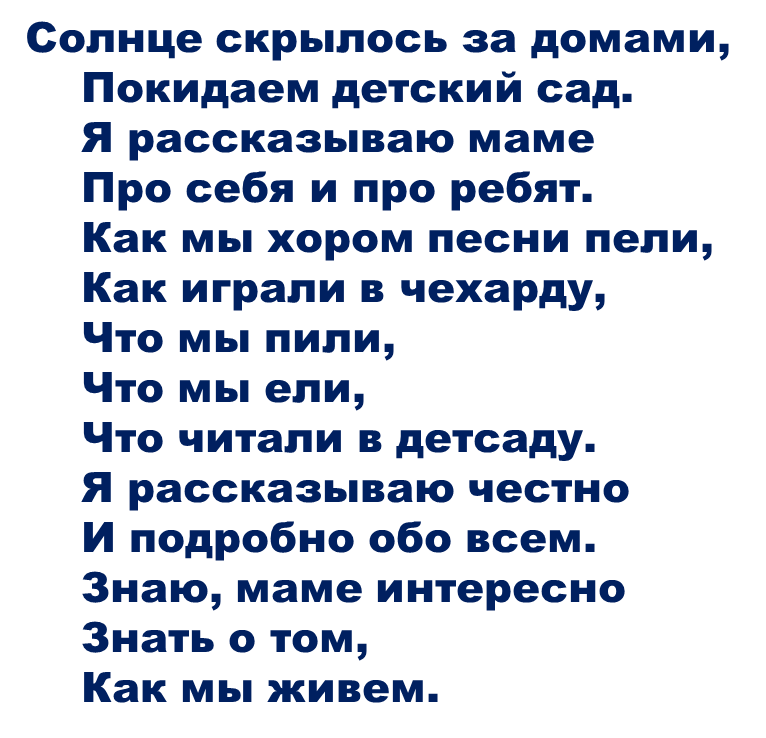 Солнце скрылось за домами,
Покидаем детский сад.
Я рассказываю маме
Про себя и про ребят.
Как мы хором песни пели,
Как играли в чехарду,
Что мы пили,
Что мы ели,
Что читали в детсаду.
Я рассказываю честно
И подробно обо всем.
Знаю, маме интересно
Знать о том,
Как мы живем.